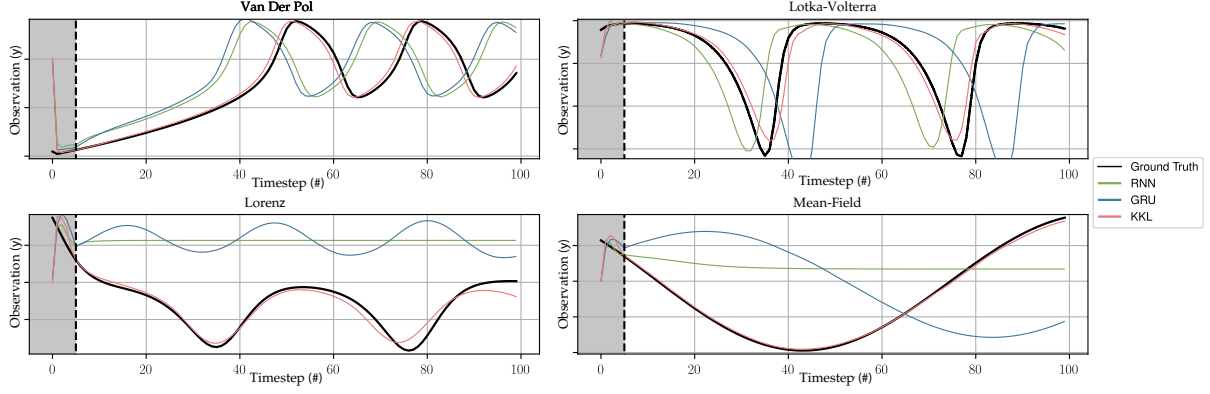 Van Der Pol
Observation (y)
0 20 40 60 80 100
Timestep (#)
Lotka-Volterra
Observation (y)
0 20 40 60 80 100
Timestep (#)
Ground Truth
RNN
GRU
KKL
Lorenz
Observation (y)
0 20 40 60 80 100
Timestep (#)
Mean-Field
Observation (y)
0 20 40 60 80 100
Timestep (#)